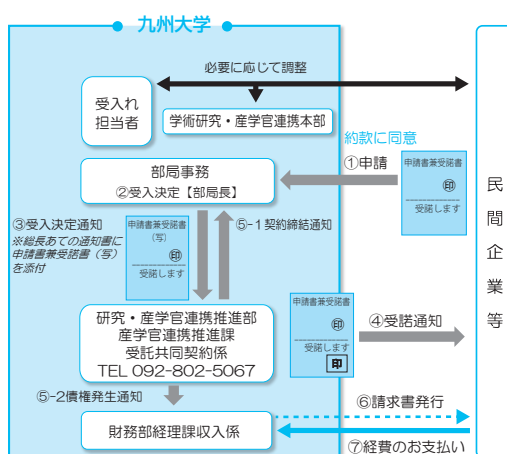 九州大学
必要に応じて調整
受入れ
担当者
学術研究・産学官連携本部
約款に同意
①申請
申請書兼受諾書
㊞
受諾します
部局事務
②受入決定【部局長】
③受入決定通知
※総長あての通知書に
申請書兼受諾書(写)
を添付
申請書兼受諾書
(写)
㊞
受諾します
⑤-1契約締結通知
民
間
企
業
等
研究・産学官連携推進部
産学官連携推進課
受託共同契約係
TEL 092-802-5067
申請書兼受諾書
㊞
受諾します
印
④受諾通知
⑤-2債権発生通知
財務部経理課収入係
⑥請求書発行
⑦経費のお支払い